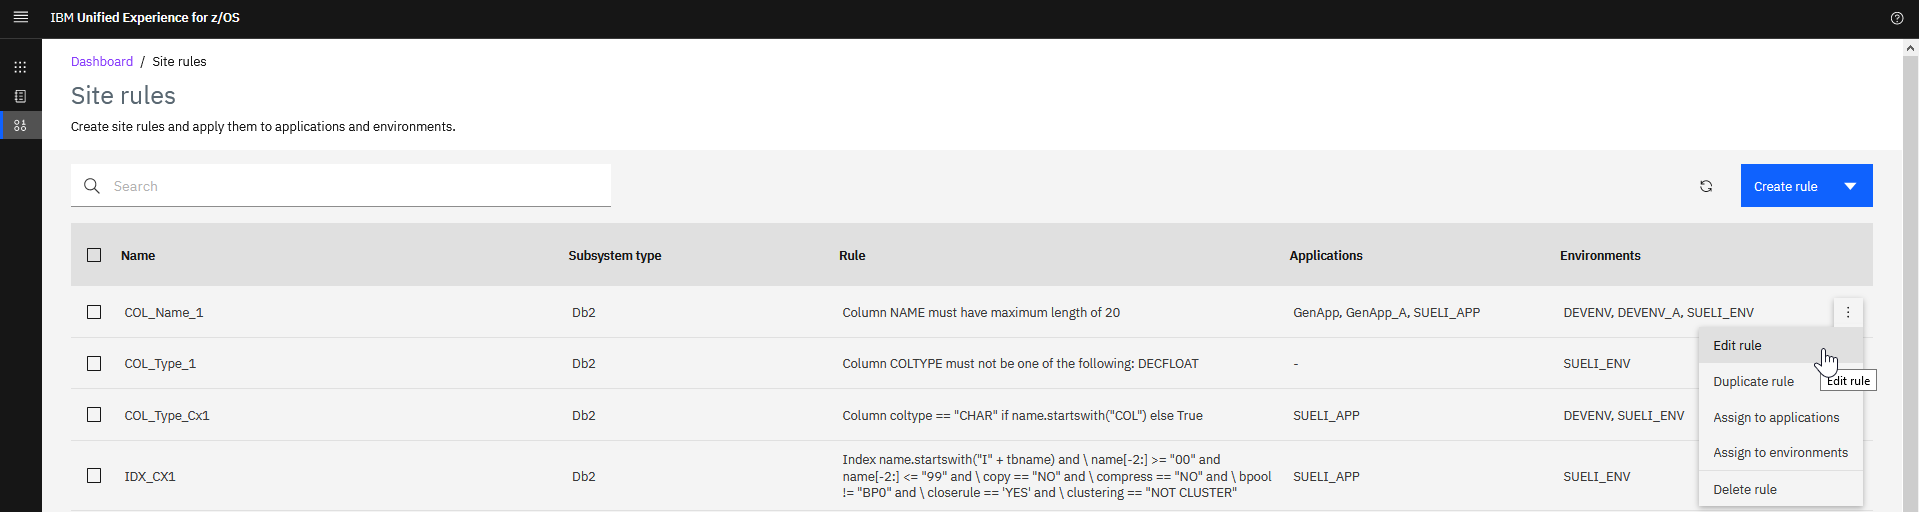 IBM Unified Experience for z/OS
Dashboard / Site rules
Site rules
Create site rules and apply them to applications and environments.
Search
Create rule
Name Subsystem type Rule Applications Environments
COL_Name_1 Db2 Column NAME must have maximum length of 20 GenApp, GenApp_A, SUELI_APP DEVENV, DEVENV_A, SUELI_ENV
Edit rule
COL_Type_1 Db2 Column COLTYPE must not be one of the following: DECFLOAT - SUELI_ENV
Duplicate rule
Edit rule
COL_Type_Cx1 Db2 Column coltype == "CHAR" if name.startswith("COL") else True SUELI_APP DEVENV, SUELI_ENV
Assign to applications
Assign to environments
Index name.startswith("I" + tbname) and \ name[-2:] >= "00" and
IDX_CX1 Db2 name[-2:] <= "99" and \ copy == "NO" and \ compress == "NO" and \ bpool SUELI_APP SUELI_ENV
!= "BP0" and \ closerule == 'YES' and \ clustering == "NOT CLUSTER"
Delete rule